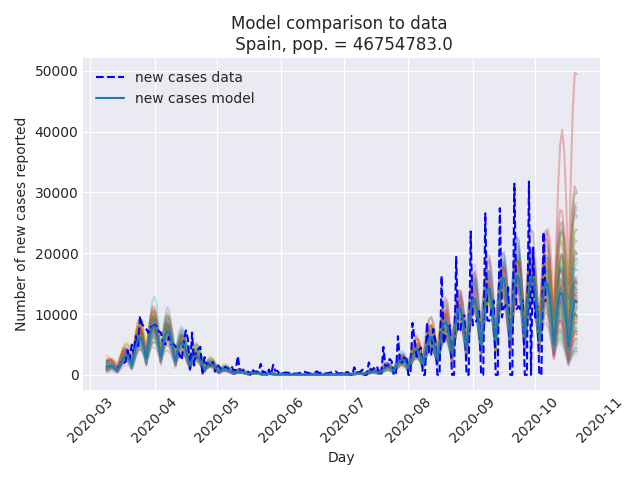 Model comparison to data
Spain, pop. = 46754783.0
new cases data
new cases model
Number of new cases reported
50000
40000
30000
20000
10000
0
2020-03
2020-04
2020-05
2020-06
2020-07
2020-08
2020-09
2020-10
2020-11
Day